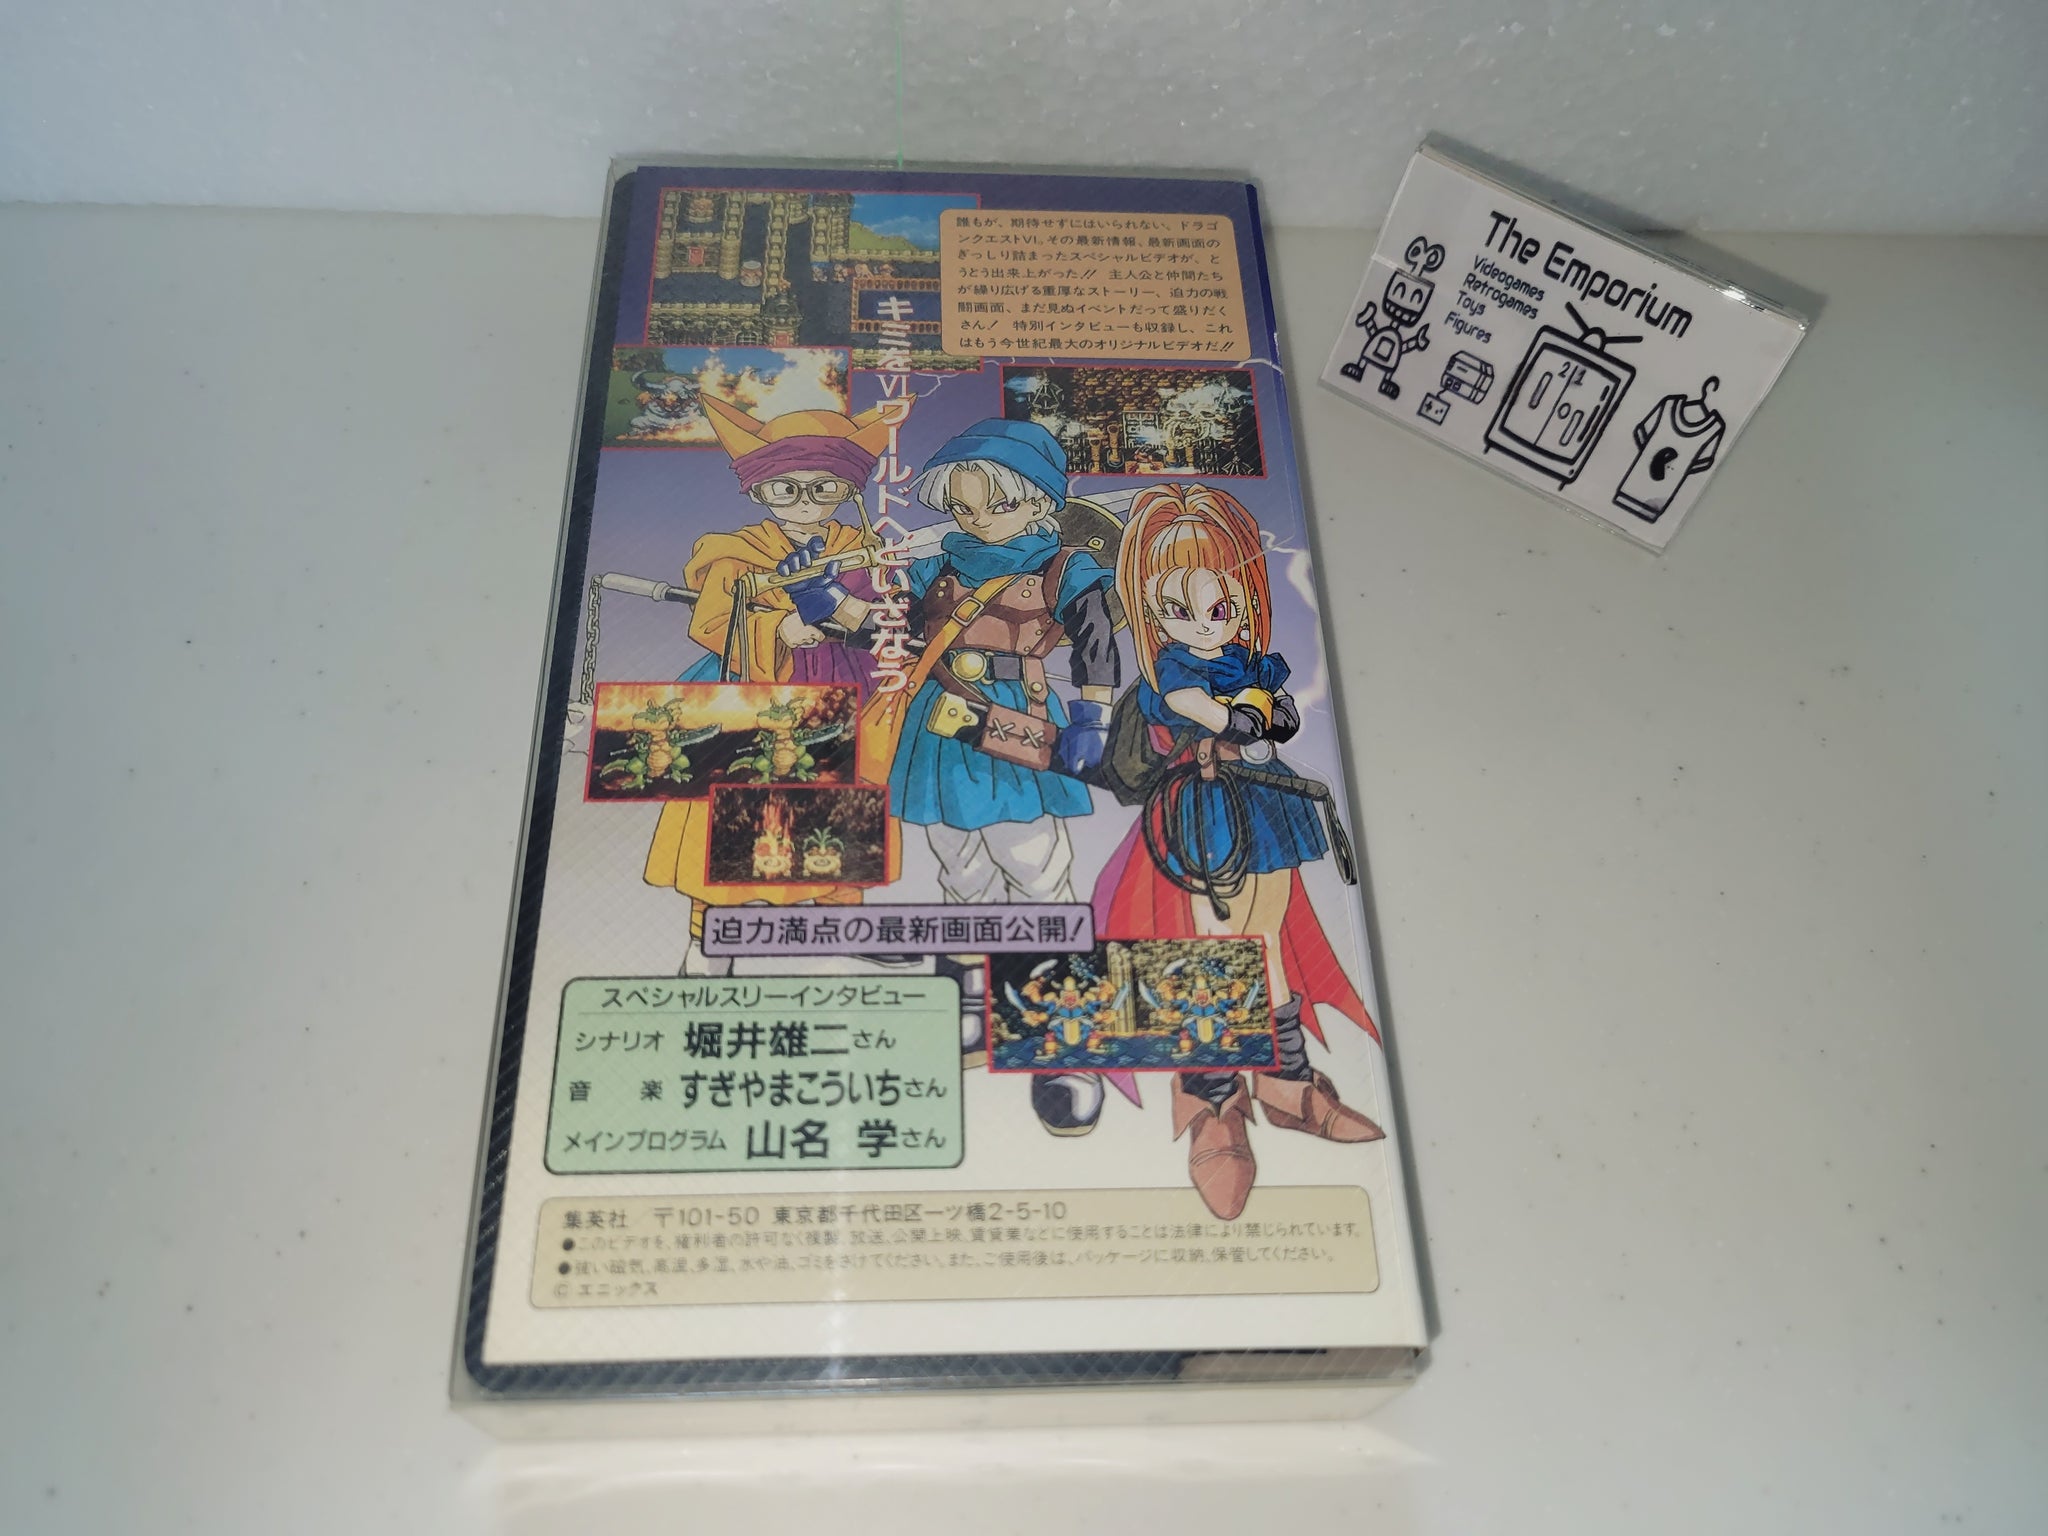 誰もが、期待せずにはいられない、ドラゴ
ンクエストVI。その最新情報、最新画面の
ぎっしり詰まったスペシャルビデオが、と
うとう出来上がった!! 主人公と仲間たち
が繰り広げる重厚なストーリー、迫力の戦
闘画面、まだ見ぬイベントだって盛りだく
さん! 特別インタビューも収録し、これ
はもう今世紀最大のオリジナルビデオだ!!
キミをVIワールドへといざなう……
迫力満点の最新画面公開!
スペシャルスリーインタビュー
シナリオ 堀井雄二さん
音 楽 すぎやまこういちさん
メインプログラム 山名 学さん
集英社 〒101-50 東京都千代田区一ツ橋2-5-10
●このビデオを、権利者の許可なく複製、放送、公開上映、賃貸業などに使用することは法律により禁じられています。
●強い磁気、高温、多湿、水や油、ゴミをさけてください。また、ご使用後は、パッケージに収納、保管してください。
© エニックス
The Emporium
Videogames
Retrogames
Toys
Figures
21